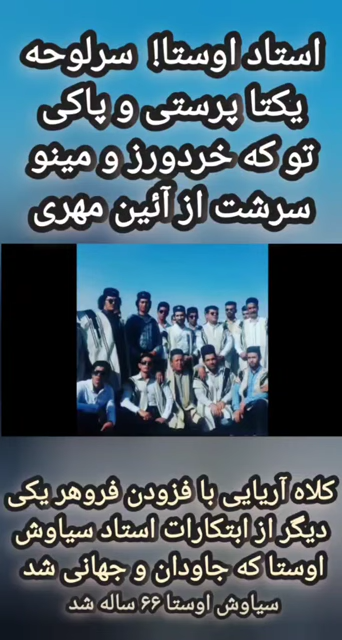 استاد اوستا! سرلوحه
یکتا پرستی و پاکی
تو که خردورز و مینو
سرشت از آئین مهری
کلاه آریایی با فزودن فروهر یکی
دیگر از ابتکارات استاد سیاوش
اوستا که جاودان و جهانی شد
سیاوش اوستا ۶۶ ساله شد